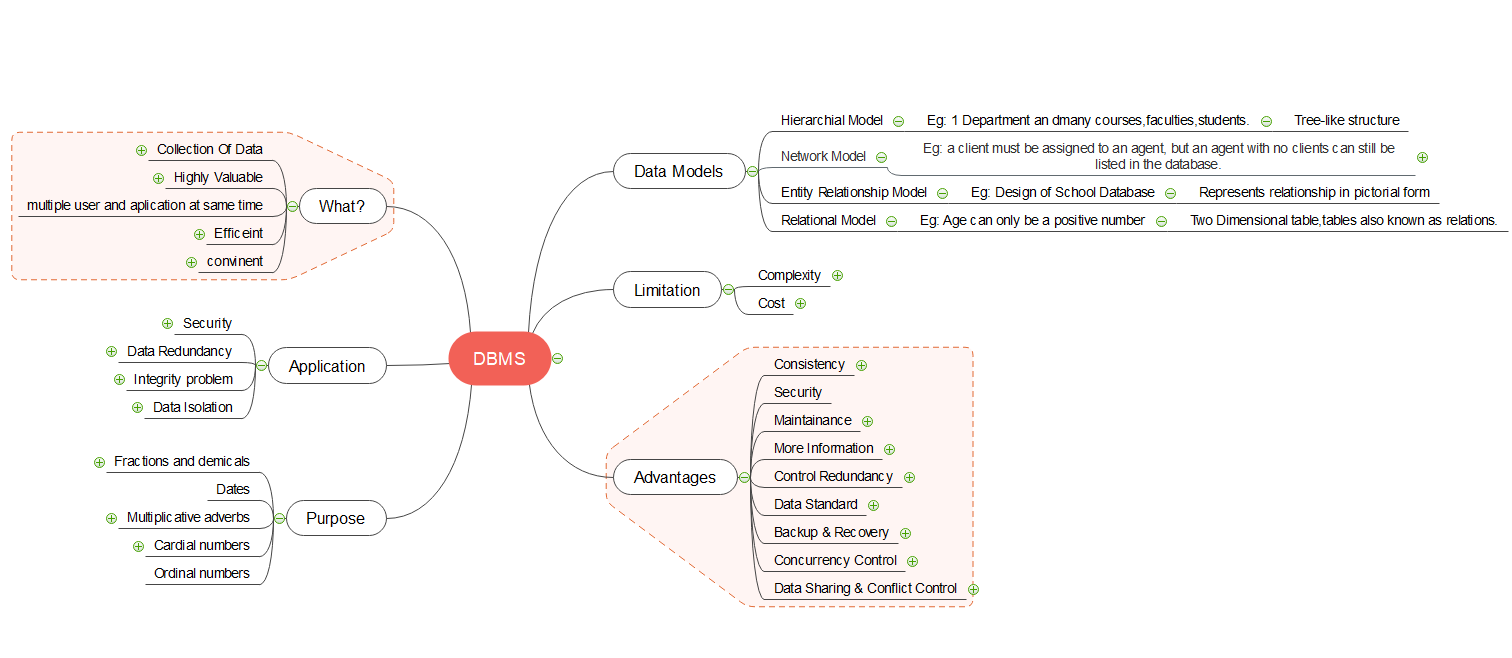 DBMS
What?
Collection Of Data
Highly Valuable
multiple user and aplication at same time
Efficeint
convinent
Application
Security
Data Redundancy
Integrity problem
Data Isolation
Purpose
Fractions and demicals
Dates
Multiplicative adverbs
Cardial numbers
Ordinal numbers
Data Models
Hierarchial Model
Eg: 1 Department an dmany courses,faculties,students.
Tree-like structure
Network Model
Eg: a client must be assigned to an agent, but an agent with no clients can still be
listed in the database.
Entity Relationship Model
Eg: Design of School Database
Represents relationship in pictorial form
Relational Model
Eg: Age can only be a positive number
Two Dimensional table,tables also known as relations.
Limitation
Complexity
Cost
Advantages
Consistency
Security
Maintainance
More Information
Control Redundancy
Data Standard
Backup & Recovery
Concurrency Control
Data Sharing & Conflict Control